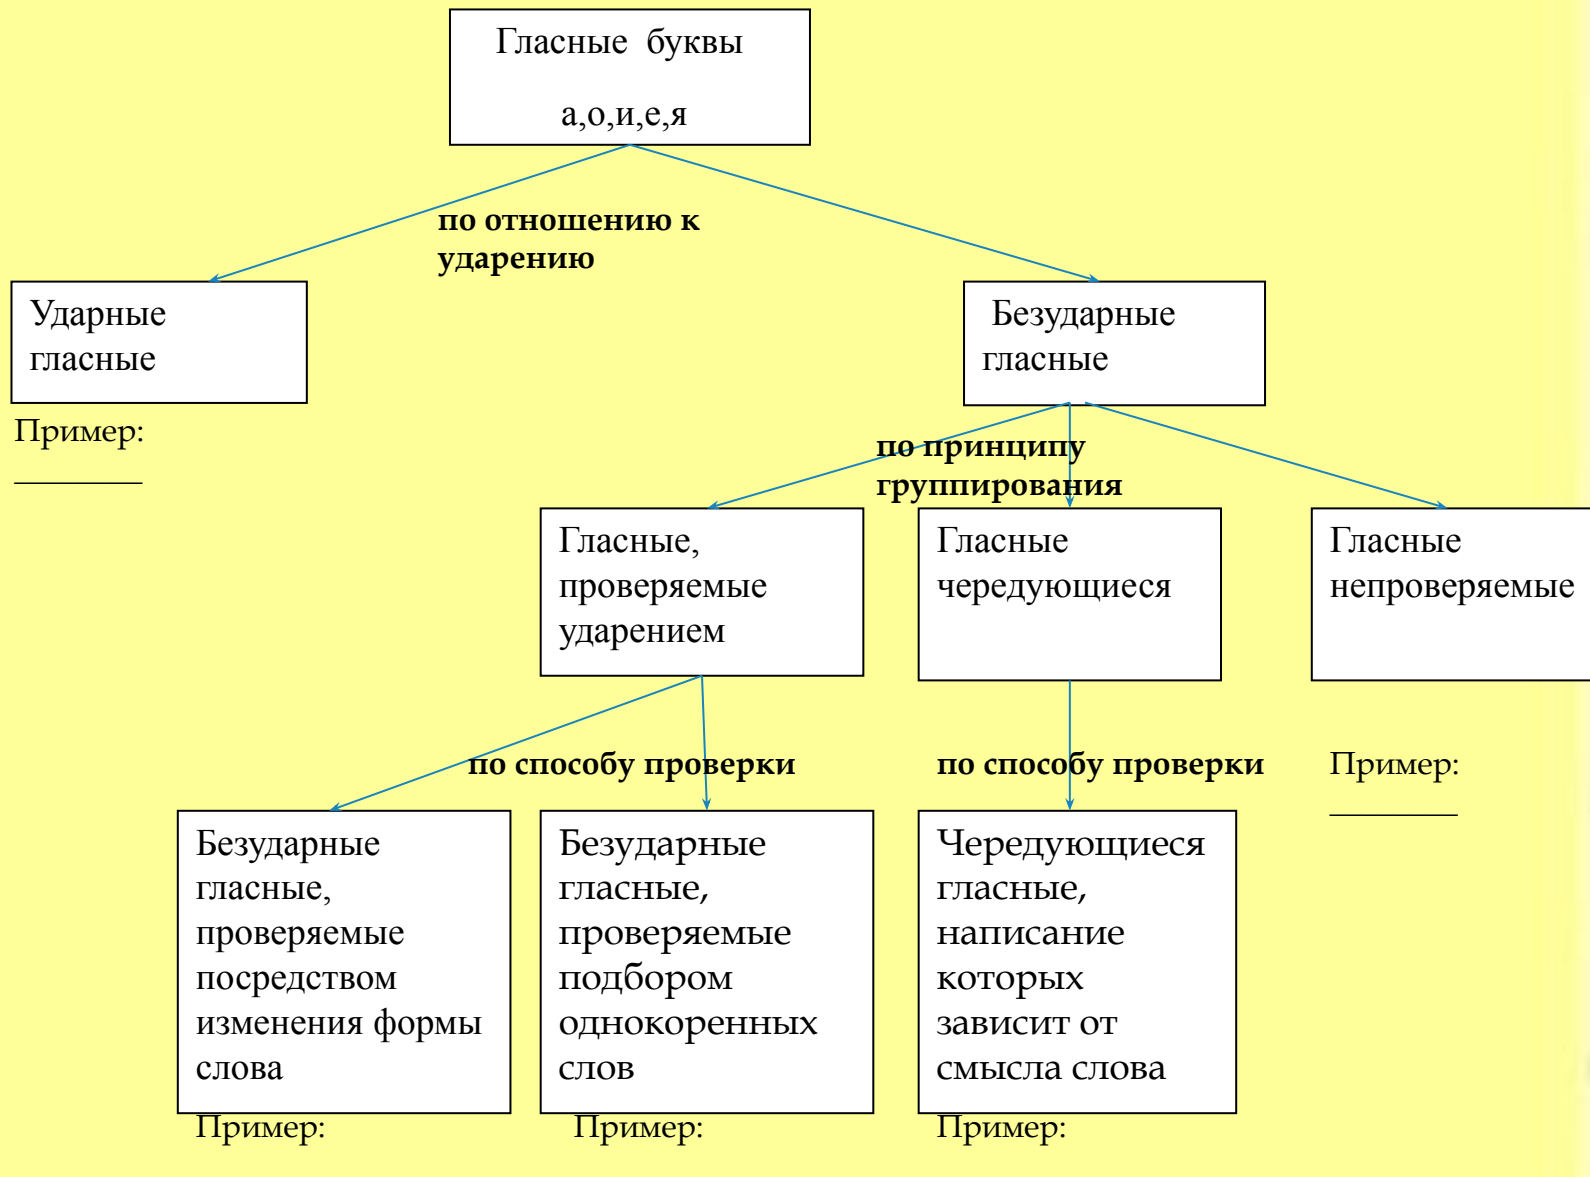 Гласные буквы
а,о,и,е,я
по отношению к
ударению
Ударные
гласные
Безударные
гласные
Пример:
________
по принципу
группирования
Гласные,
проверяемые
ударением
Гласные
чередующиеся
Гласные
непроверяемые
по способу проверки
по способу проверки
Пример:
________
Безударные
гласные,
проверяемые
посредством
изменения формы
слова
Безударные
гласные,
проверяемые
подбором
однокоренных
слов
Чередующиеся
гласные,
написание
которых
зависит от
смысла слова
Пример:
Пример:
Пример: